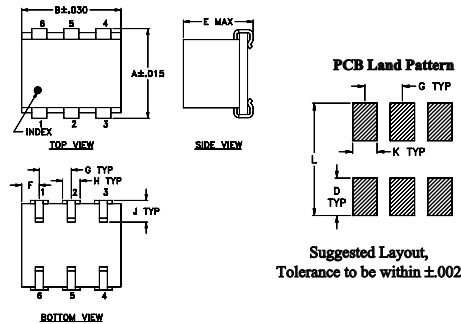 B±.030
6 5 4
A±.015
INDEX
1 2 3
TOP VIEW
E MAX
SIDE VIEW
PCB Land Pattern
G TYP
L
K TYP
D
TYP
Suggested Layout,
Tolerance to be within ±.002
G TYP
F
H TYP
1 2 3
J TYP
6 5 4
BOTTOM VIEW